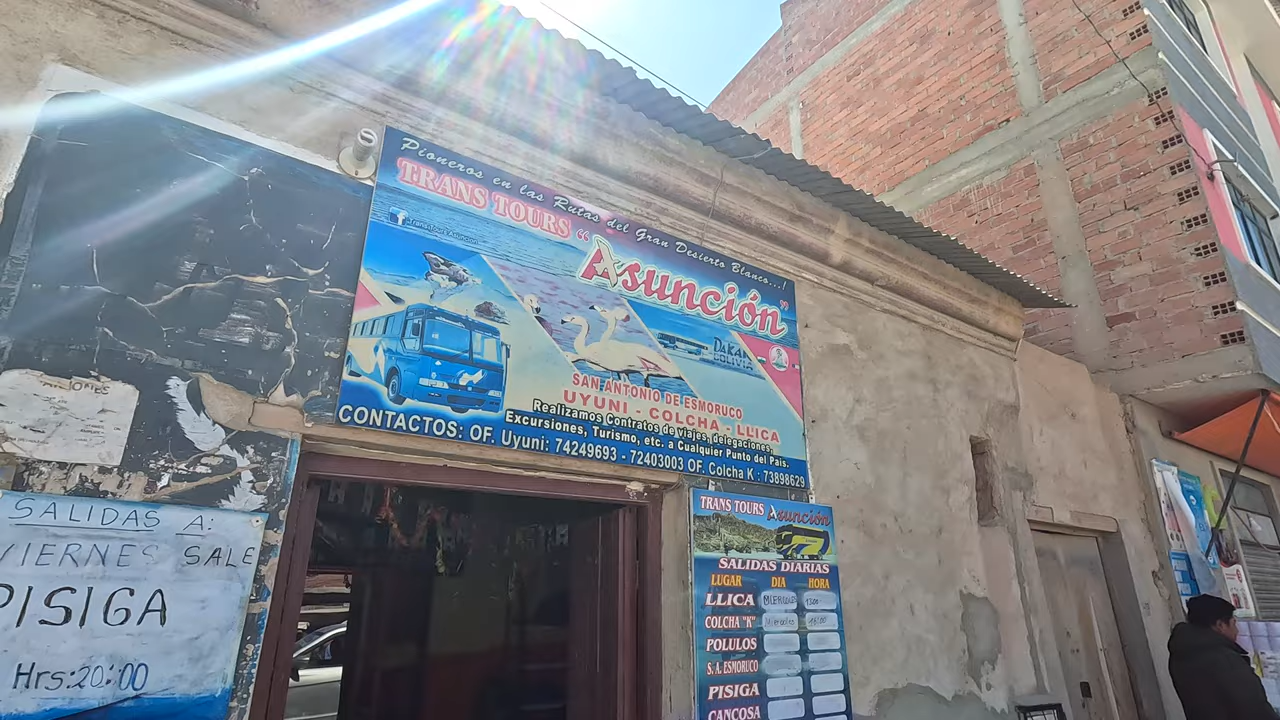 Pioneros en las Rutas del Gran Desierto Blanco...!
TRANS TOURS "Asunción"
DAKAR
BOLIVIA
SAN ANTONIO DE ESMORUCO
UYUNI - COLCHA - LLICA
Realizamos Contratos de viajes, delegaciones,
Excursiones, Turismo, etc. a Cualquier Punto del País.
CONTACTOS: OF. Uyuni: 74249693 - 72403003 OF. Colcha K : 73898629
SALIDAS A:
VIERNES SALE
PISIGA
Hrs:20:00
TRANS TOURS Asunción
SALIDAS DIARIAS
LUGAR DIA HORA
LLICA MIERCOLES
COLCHA "K" Miercoles
POLULOS
S.A. ESMORUCO
PISIGA
CANCOSA